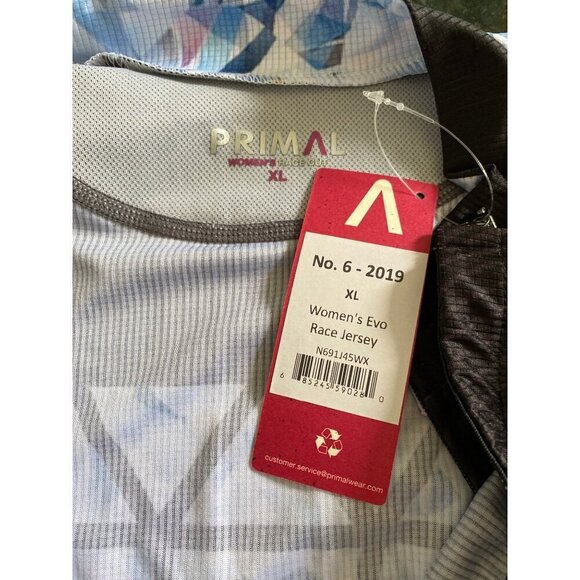 PRIMAL
WOMEN'S RACE CUT
XL
No. 6 - 2019
XL
Women's Evo
Race Jersey
N691J45WX
6 85245 59028 0
customer.service@primalwear.com